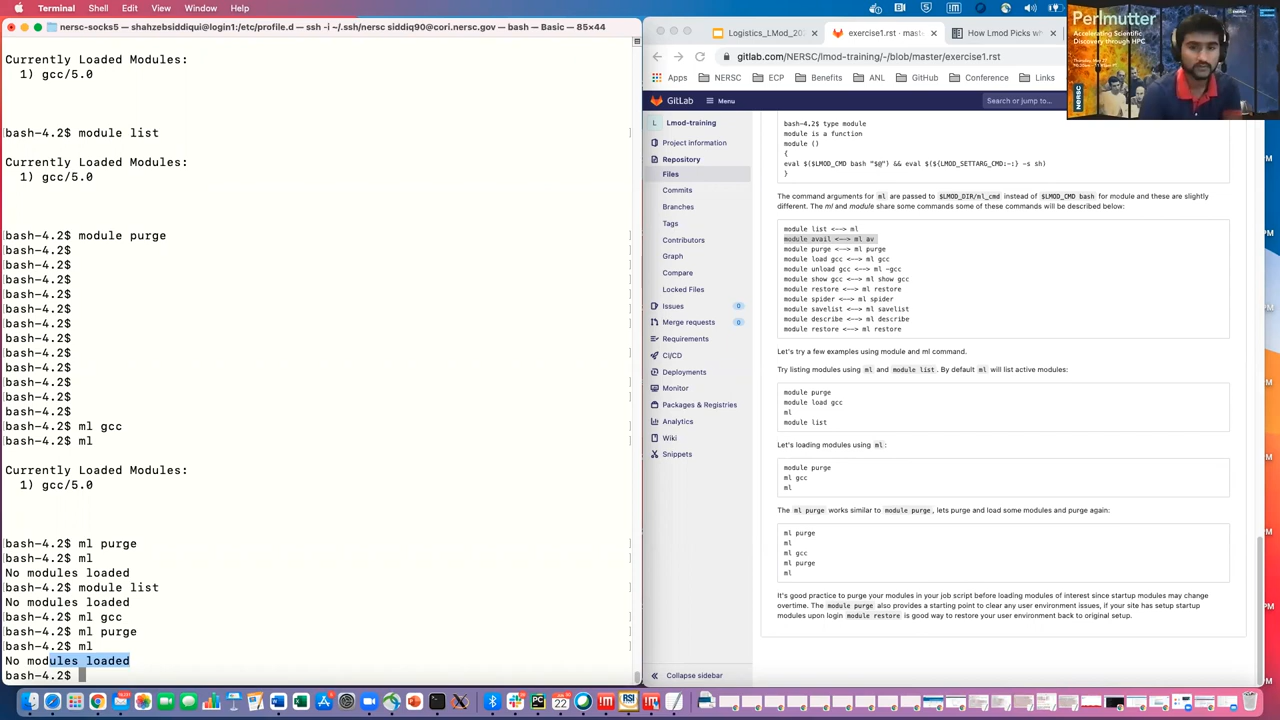 Terminal Shell Edit View Window Help
nersc-socks5 — shahzebsiddiqui@login1:/etc/profile.d — ssh -i ~/.ssh/nersc siddiq90@cori.nersc.gov — bash — Basic — 85×44
Currently Loaded Modules:
1) gcc/5.0
bash-4.2$ module list
Currently Loaded Modules:
1) gcc/5.0
bash-4.2$ module purge
bash-4.2$
bash-4.2$
bash-4.2$
bash-4.2$
bash-4.2$
bash-4.2$
bash-4.2$
bash-4.2$
bash-4.2$
bash-4.2$
bash-4.2$
bash-4.2$
bash-4.2$ ml gcc
bash-4.2$ ml
Currently Loaded Modules:
1) gcc/5.0
bash-4.2$ ml purge
bash-4.2$ ml
No modules loaded
bash-4.2$ module list
No modules loaded
bash-4.2$ ml gcc
bash-4.2$ ml purge
bash-4.2$ ml
No modules loaded
bash-4.2$
Logistics_LMod_202
exercise1.rst · master
How Lmod Picks wh
gitlab.com/NERSC/lmod-training/-/blob/master/exercise1.rst
Apps NERSC ECP Benefits ANL GitHub Conference Links
GitLab Menu Search or jump to...
L Lmod-training
Project information
Repository
Files
Commits
Branches
Tags
Contributors
Graph
Compare
Locked Files
Issues 0
Merge requests 0
Requirements
CI/CD
Deployments
Monitor
Packages & Registries
Analytics
Wiki
Snippets
Collapse sidebar
bash-4.2$ type module
module is a function
module ()
{
eval $($LMOD_CMD bash "$@") && eval $(${LMOD_SETTARG_CMD:-:} -s sh)
}
The command arguments for ml are passed to $LMOD_DIR/ml_cmd instead of $LMOD_CMD bash for module and these are slightly
different. The ml and module share some commands some of these commands will be described below:
module list <--> ml
module avail <--> ml av
module purge <--> ml purge
module load gcc <--> ml gcc
module unload gcc <--> ml -gcc
module show gcc <--> ml show gcc
module restore <--> ml restore
module spider <--> ml spider
module savelist <--> ml savelist
module describe <--> ml describe
module restore <--> ml restore
Let's try a few examples using module and ml command.
Try listing modules using ml and module list. By default ml will list active modules:
module purge
module load gcc
ml
module list
Let's loading modules using ml:
module purge
ml gcc
ml
The ml purge works similar to module purge, lets purge and load some modules and purge again:
ml purge
ml
ml gcc
ml purge
ml
It's good practice to purge your modules in your job script before loading modules of interest since startup modules may change
overtime. The module purge also provides a starting point to clear any user environment issues, if your site has setup startup
modules upon login module restore is good way to restore your user environment back to original setup.
Perlmutter
Accelerating Scientific
Discovery through HPC
NERSC